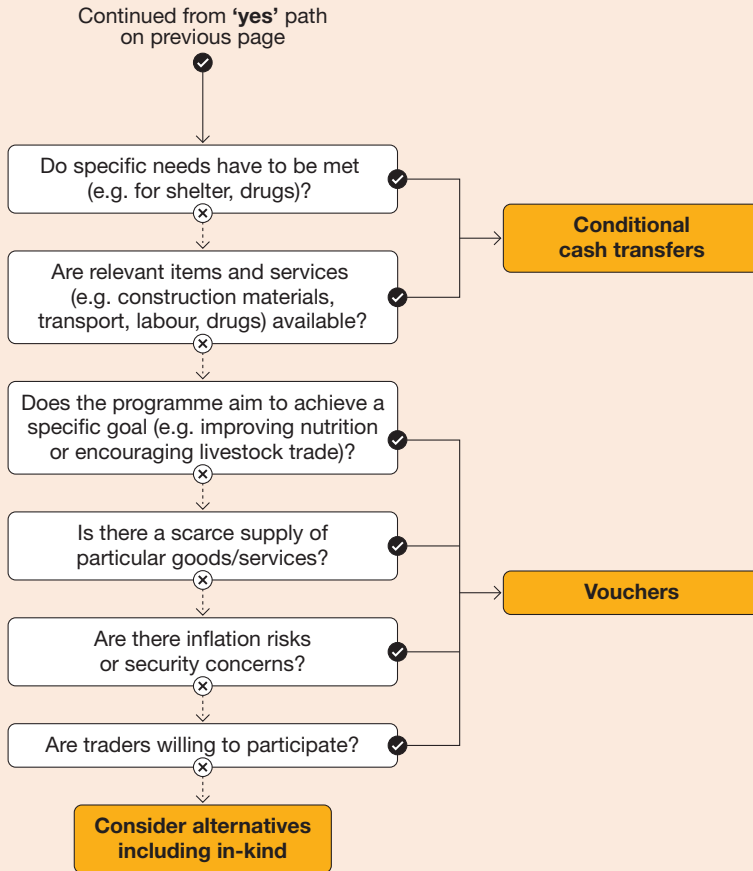 Continued from ‘yes’ path
on previous page
Do specific needs have to be met
(e.g. for shelter, drugs)?
Conditional
cash transfers
Are relevant items and services
(e.g. construction materials,
transport, labour, drugs) available?
Does the programme aim to achieve a
specific goal (e.g. improving nutrition
or encouraging livestock trade)?
Is there a scarce supply of
particular goods/services?
Vouchers
Are there inflation risks
or security concerns?
Are traders willing to participate?
Consider alternatives
including in-kind